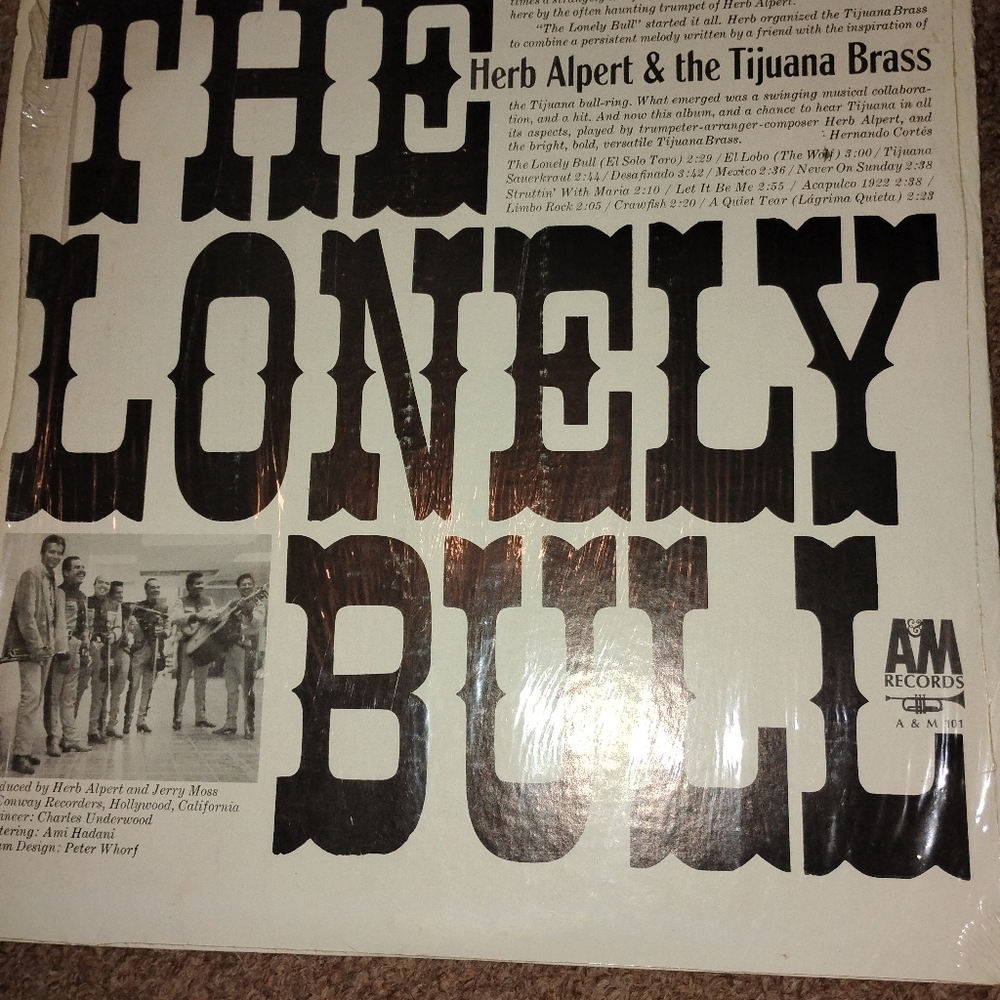 times a strangely
here by the often haunting trumpet of Herb Alpert.
"The Lonely Bull" started it all. Herb organized the Tijuana Brass
to combine a persistent melody written by a friend with the inspiration of
Herb Alpert & the Tijuana Brass
the Tijuana bull-ring. What emerged was a swinging musical collabora-
tion, and a hit. And now this album, and a chance to hear Tijuana in all
its aspects, played by trumpeter-arranger-composer Herb Alpert, and
the bright, bold, versatile Tijuana Brass. Hernando Cortés
The Lonely Bull (El Solo Toro) 2:29 / El Lobo (The Wolf) 3:00 / Tijuana
Sauerkraut 2:44 / Desafinado 3:42 / Mexico 2:36 / Never On Sunday 2:38
Struttin' With Maria 2:10 / Let It Be Me 2:55 / Acapulco 1922 2:38 /
Limbo Rock 2:05 / Crawfish 2:20 / A Quiet Tear (Lágrima Quieta) 2:23
THE
LONELY
BULL
A&M
RECORDS
A & M 101
duced by Herb Alpert and Jerry Moss
Conway Recorders, Hollywood, California
ineer: Charles Underwood
tering: Ami Hadani
um Design: Peter Whorf